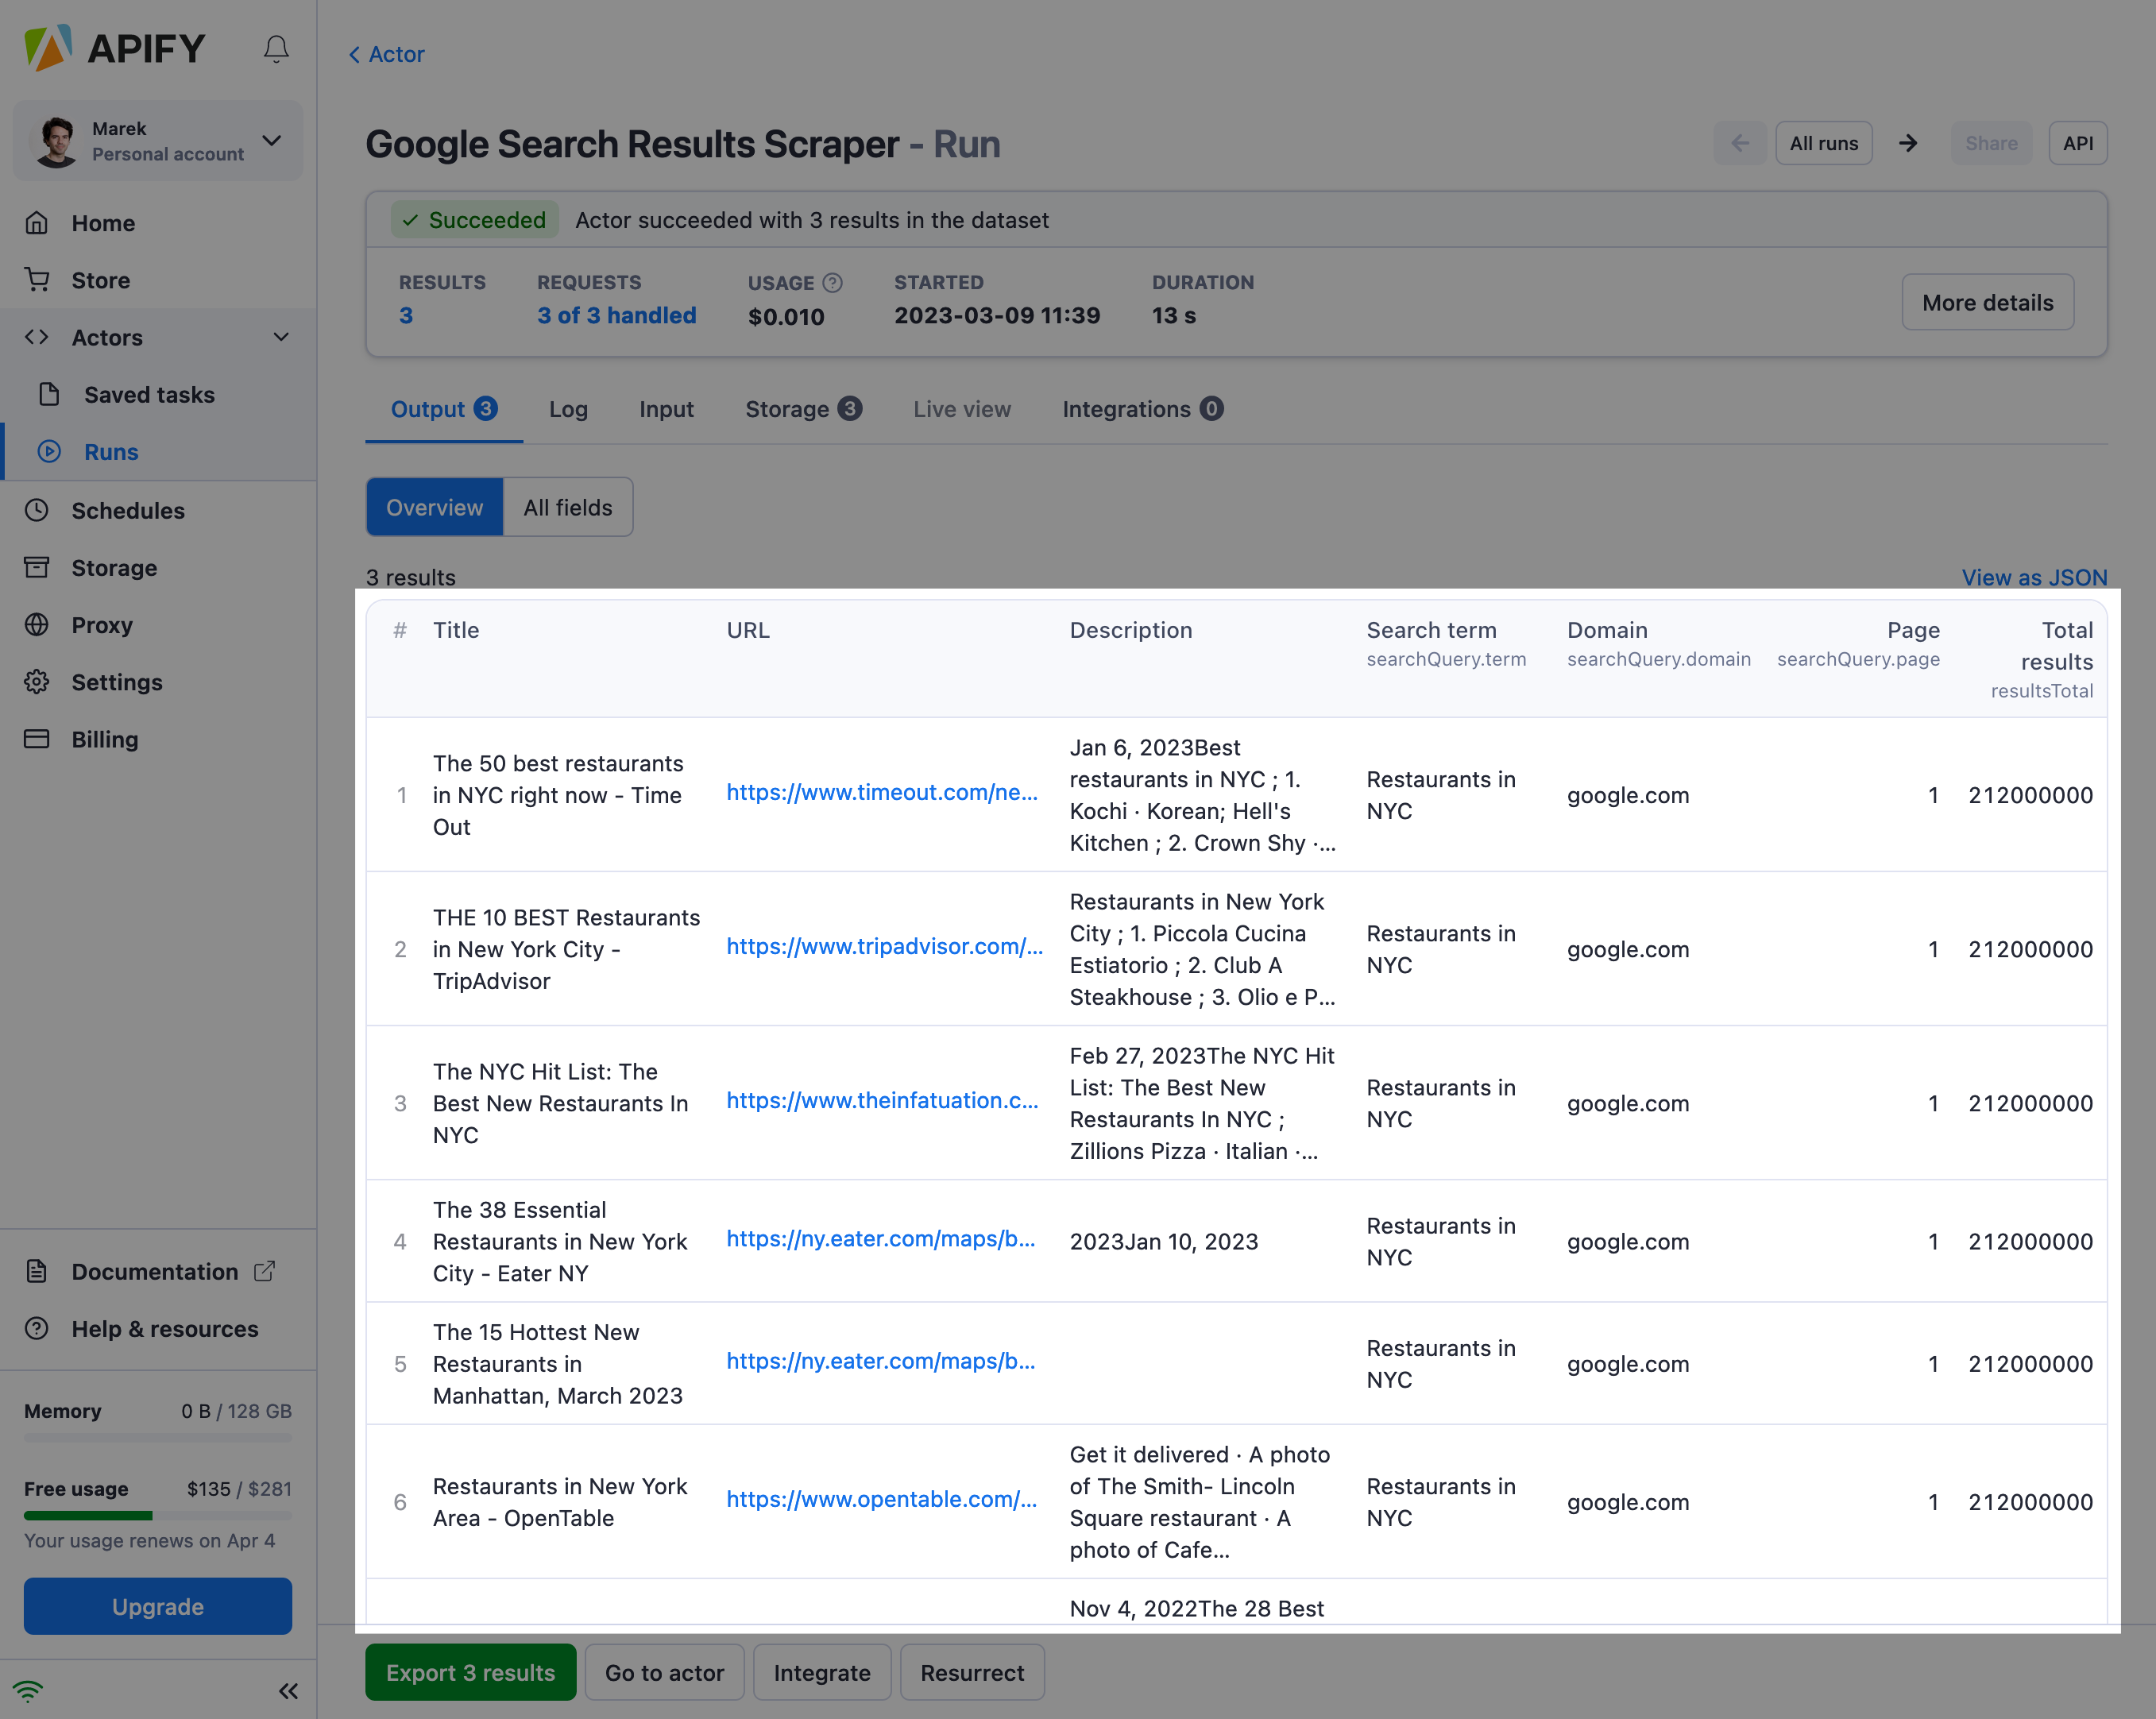 APIFY
Marek
Personal account
Home
Store
Actors
Saved tasks
Runs
Schedules
Storage
Proxy
Settings
Billing
Documentation
Help & resources
Memory 0 B / 128 GB
Free usage $135 / $281
Your usage renews on Apr 4
Upgrade
Actor
Google Search Results Scraper - Run
All runs
Share
API
Succeeded Actor succeeded with 3 results in the dataset
RESULTS REQUESTS USAGE STARTED DURATION
3 3 of 3 handled $0.010 2023-03-09 11:39 13 s
More details
Output 3 Log Input Storage 3 Live view Integrations 0
Overview All fields
3 results View as JSON
# Title URL Description Search term Domain Page Total
results
searchQuery.term searchQuery.domain searchQuery.page resultsTotal
1
The 50 best restaurants
in NYC right now - Time
Out
https://www.timeout.com/ne...
Jan 6, 2023Best
restaurants in NYC ; 1.
Kochi · Korean; Hell's
Kitchen ; 2. Crown Shy ·...
Restaurants in
NYC
google.com
1
212000000
2
THE 10 BEST Restaurants
in New York City -
TripAdvisor
https://www.tripadvisor.com/...
Restaurants in New York
City ; 1. Piccola Cucina
Estiatorio ; 2. Club A
Steakhouse ; 3. Olio e P...
Restaurants in
NYC
google.com
1
212000000
3
The NYC Hit List: The
Best New Restaurants In
NYC
https://www.theinfatuation.c...
Feb 27, 2023The NYC Hit
List: The Best New
Restaurants In NYC ;
Zillions Pizza · Italian ·...
Restaurants in
NYC
google.com
1
212000000
4
The 38 Essential
Restaurants in New York
City - Eater NY
https://ny.eater.com/maps/b...
2023Jan 10, 2023
Restaurants in
NYC
google.com
1
212000000
5
The 15 Hottest New
Restaurants in
Manhattan, March 2023
https://ny.eater.com/maps/b...
Restaurants in
NYC
google.com
1
212000000
6
Restaurants in New York
Area - OpenTable
https://www.opentable.com/...
Get it delivered · A photo
of The Smith- Lincoln
Square restaurant · A
photo of Cafe...
Restaurants in
NYC
google.com
1
212000000
Nov 4, 2022The 28 Best
Export 3 results Go to actor Integrate Resurrect